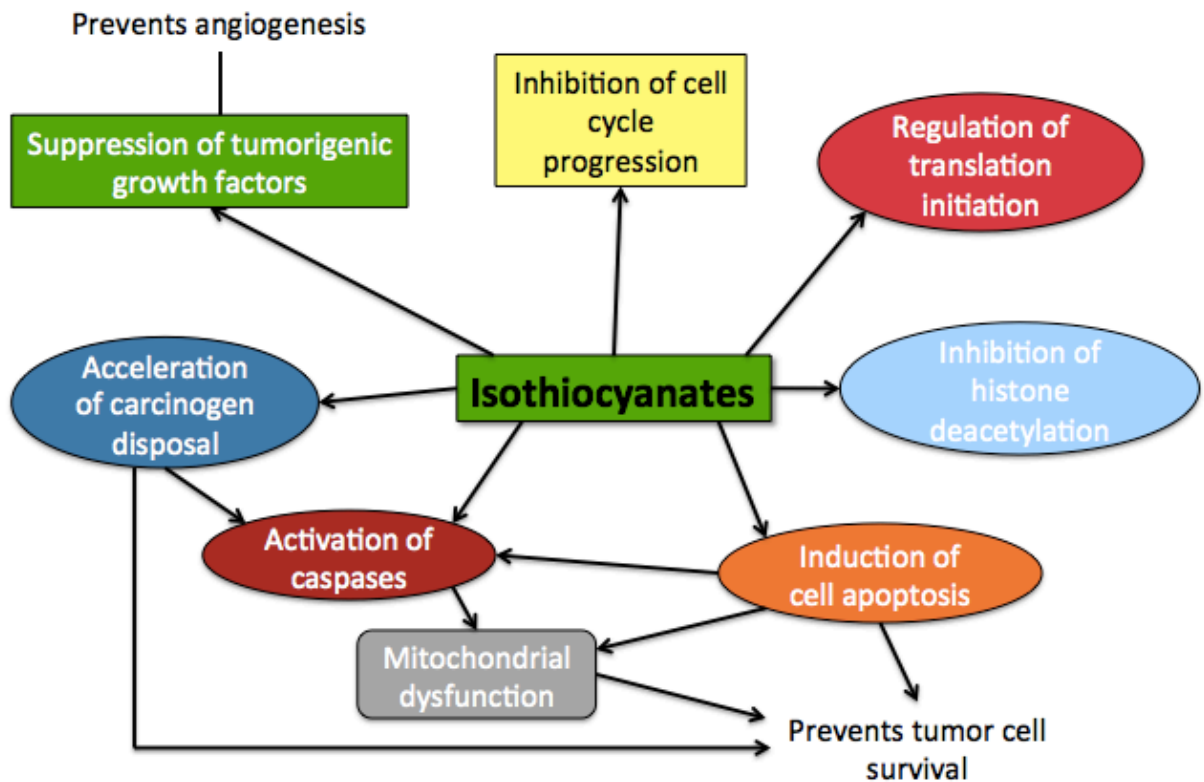 Prevents angiogenesis
Suppression of tumorigenic
growth factors
Inhibition of cell
cycle
progression
Regulation of
translation
initiation
Acceleration
of carcinogen
disposal
Isothiocyanates
Inhibition of
histone
deacetylation
Activation of
caspases
Induction of
cell apoptosis
Mitochondrial
dysfunction
Prevents tumor cell
survival